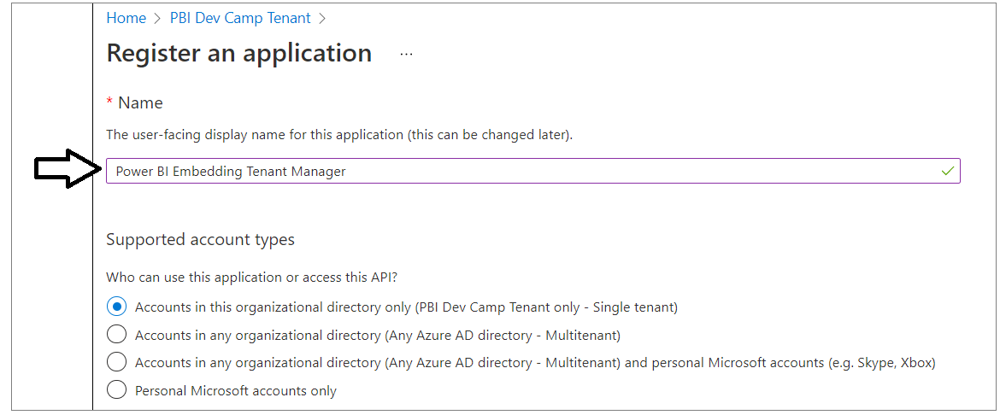 Home > PBI Dev Camp Tenant >
Register an application ...
* Name
The user-facing display name for this application (this can be changed later).
Power BI Embedding Tenant Manager
Supported account types
Who can use this application or access this API?
Accounts in this organizational directory only (PBI Dev Camp Tenant only - Single tenant)
Accounts in any organizational directory (Any Azure AD directory - Multitenant)
Accounts in any organizational directory (Any Azure AD directory - Multitenant) and personal Microsoft accounts (e.g. Skype, Xbox)
Personal Microsoft accounts only